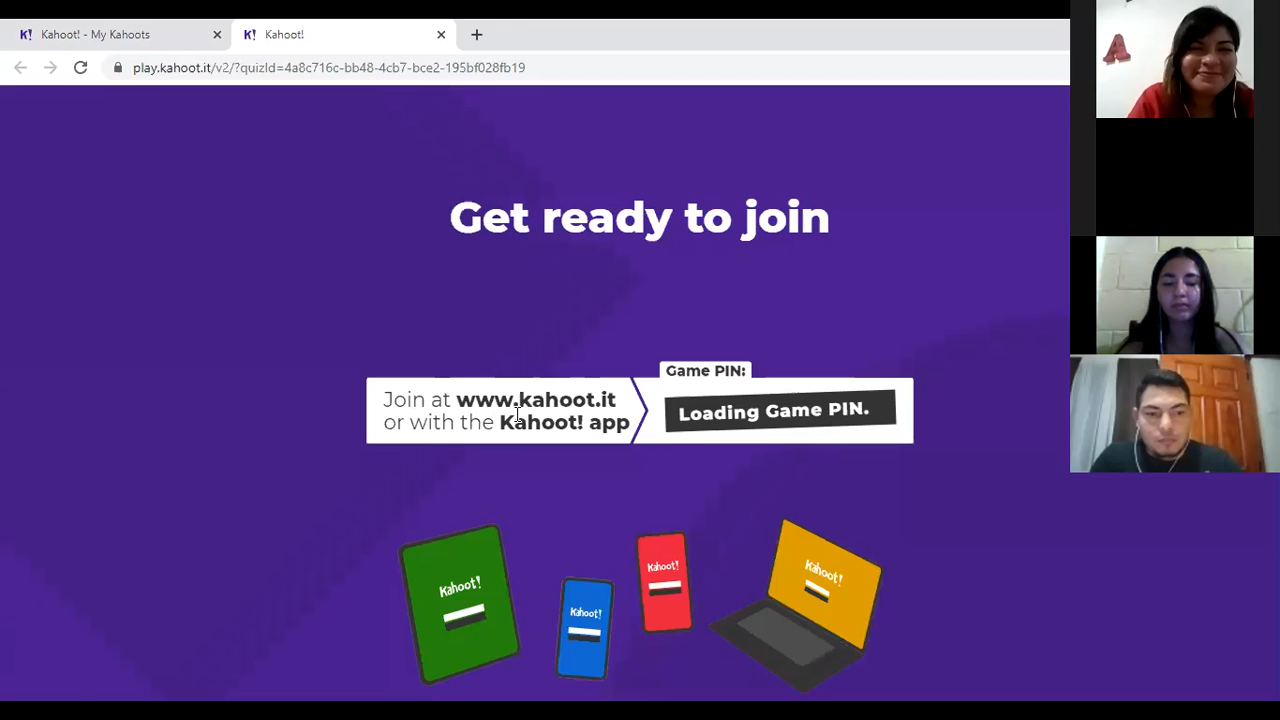 K! Kahoot! - My Kahoots
K! Kahoot!
play.kahoot.it/v2/?quizId=4a8c716c-bb48-4cb7-bce2-195bf028fb19
A
Get ready to join
Game PIN:
Join at www.kahoot.it
or with the Kahoot! app
Loading Game PIN.
Kahoot!
Kahoot!
Kahoot!
Kahoot!